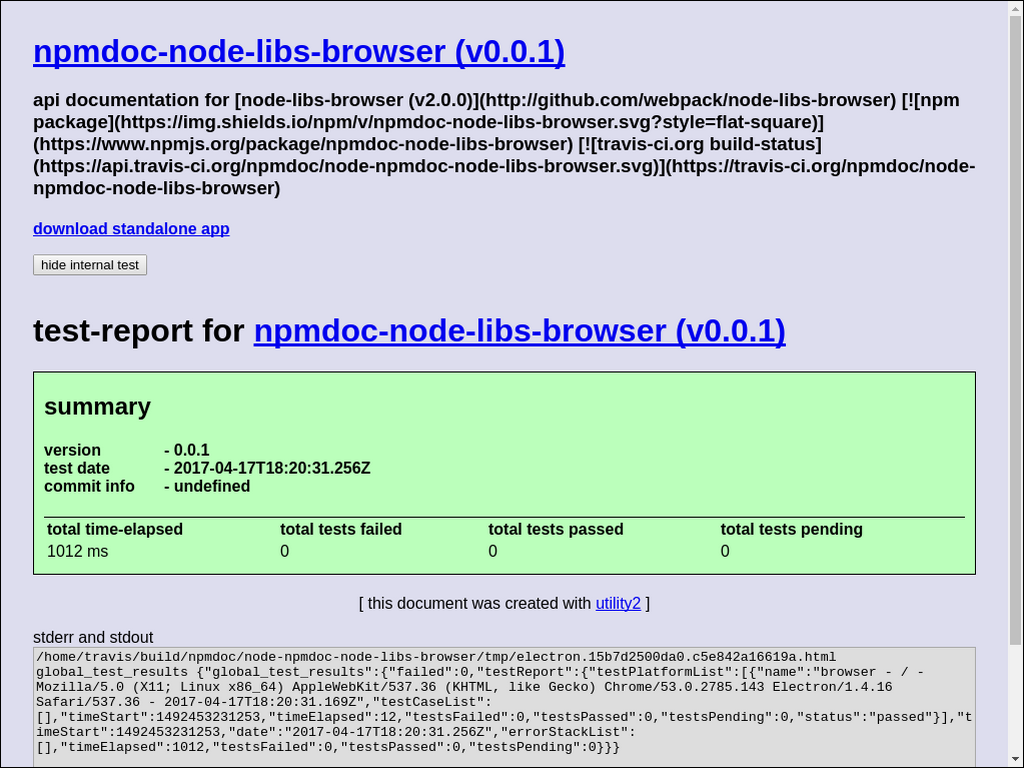 npmdoc-node-libs-browser (v0.0.1)
api documentation for [node-libs-browser (v2.0.0)](http://github.com/webpack/node-libs-browser) [![npm
package](https://img.shields.io/npm/v/npmdoc-node-libs-browser.svg?style=flat-square)]
(https://www.npmjs.org/package/npmdoc-node-libs-browser) [![travis-ci.org build-status]
(https://api.travis-ci.org/npmdoc/node-npmdoc-node-libs-browser.svg)](https://travis-ci.org/npmdoc/node-
npmdoc-node-libs-browser)
download standalone app
hide internal test
test-report for npmdoc-node-libs-browser (v0.0.1)
summary
version - 0.0.1
test date - 2017-04-17T18:20:31.256Z
commit info - undefined
total time-elapsed total tests failed total tests passed total tests pending
1012 ms 0 0 0
[ this document was created with utility2 ]
stderr and stdout
/home/travis/build/npmdoc/node-npmdoc-node-libs-browser/tmp/electron.15b7d2500da0.c5e842a16619a.html
global_test_results {"global_test_results":{"failed":0,"testReport":{"testPlatformList":[{"name":"browser - / -
Mozilla/5.0 (X11; Linux x86_64) AppleWebKit/537.36 (KHTML, like Gecko) Chrome/53.0.2785.143 Electron/1.4.16
Safari/537.36 - 2017-04-17T18:20:31.169Z","testCaseList":
[],"timeStart":1492453231253,"timeElapsed":12,"testsFailed":0,"testsPassed":0,"testsPending":0,"status":"passed"}],"t
imeStart":1492453231253,"date":"2017-04-17T18:20:31.256Z","errorStackList":
[],"timeElapsed":1012,"testsFailed":0,"testsPassed":0,"testsPending":0}}}